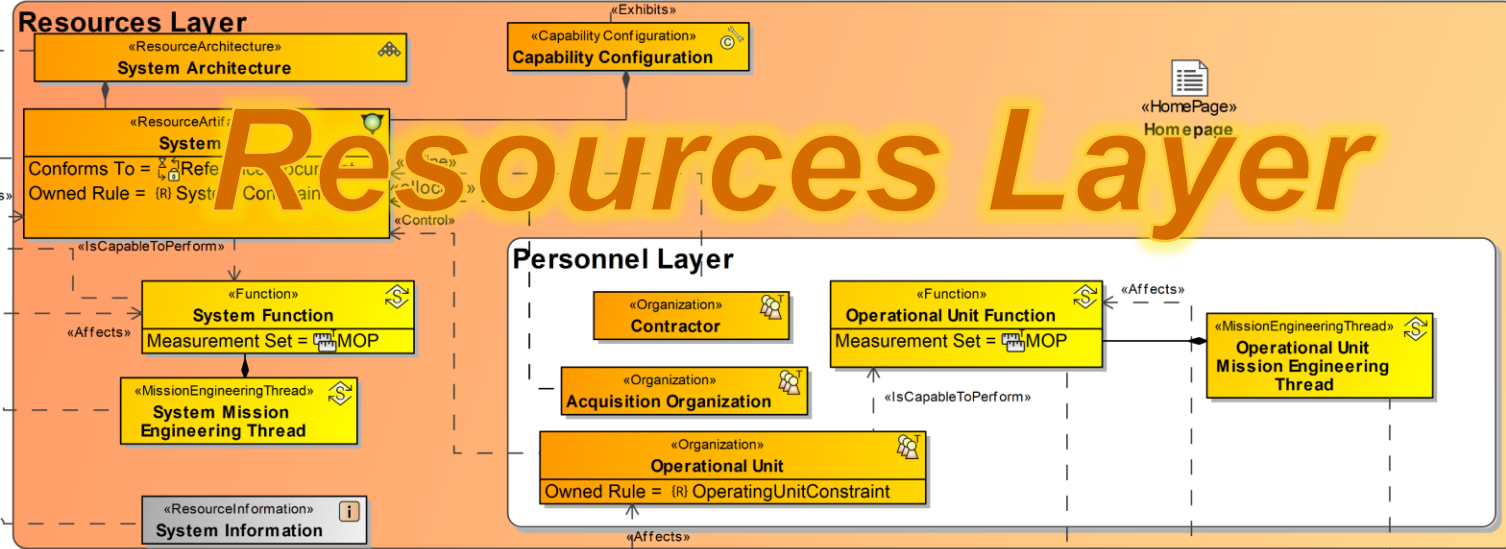 Resources Layer
«Exhibits»
«ResourceArchitecture»
System Architecture
«Capability Configuration»
Capability Configuration
«HomePage»
Homepage
Resources Layer
System
Conforms To =
Owned Rule = {R}
«Control»
«IsCapableToPerform»
«Function»
System Function
Measurement Set = MOP
«Affects»
«MissionEngineeringThread»
System Mission
Engineering Thread
«ResourceInformation»
System Information
Personnel Layer
«Organization»
Contractor
«Organization»
Acquisition Organization
«Organization»
Operational Unit
Owned Rule = {R} OperatingUnitConstraint
«Affects»
«Function»
Operational Unit Function
Measurement Set = MOP
«IsCapableToPerform»
«Affects»
«MissionEngineeringThread»
Operational Unit
Mission Engineering
Thread